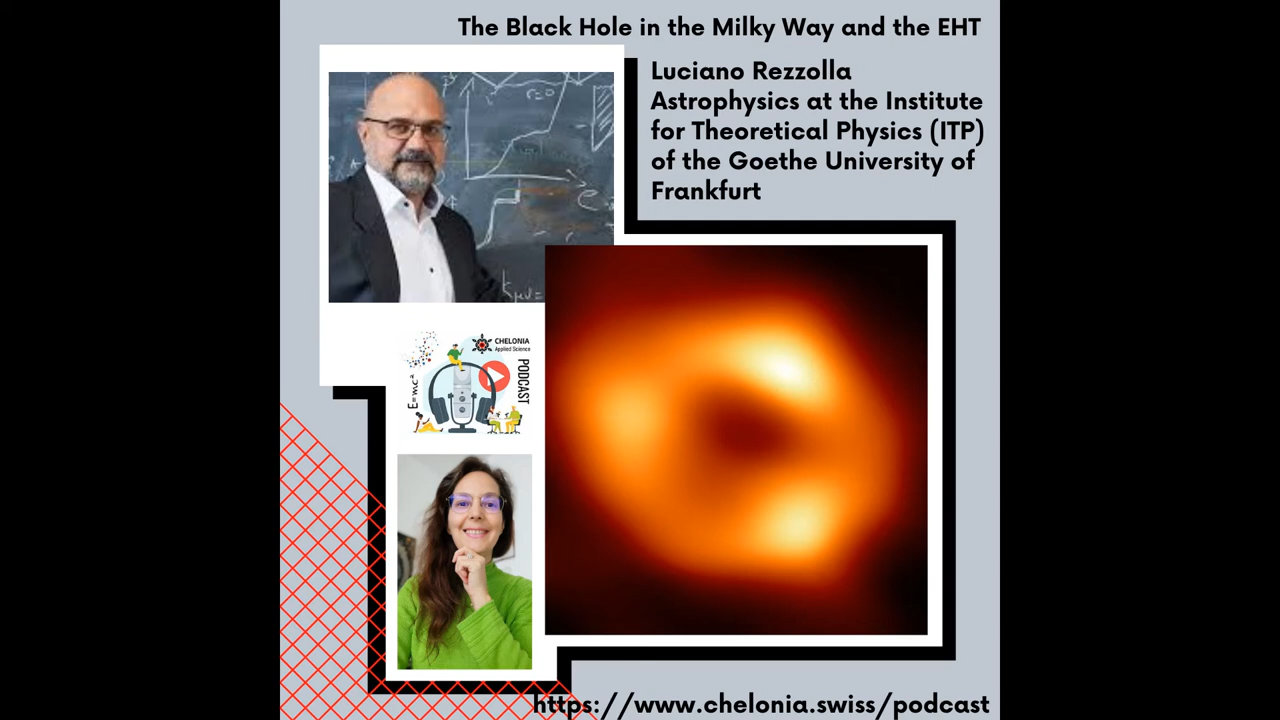 The Black Hole in the Milky Way and the EHT
Luciano Rezzolla
Astrophysics at the Institute
for Theoretical Physics (ITP)
of the Goethe University of
Frankfurt
CHELONIA
Applied Science
PODCAST
E=mc²
https://www.chelonia.swiss/podcast